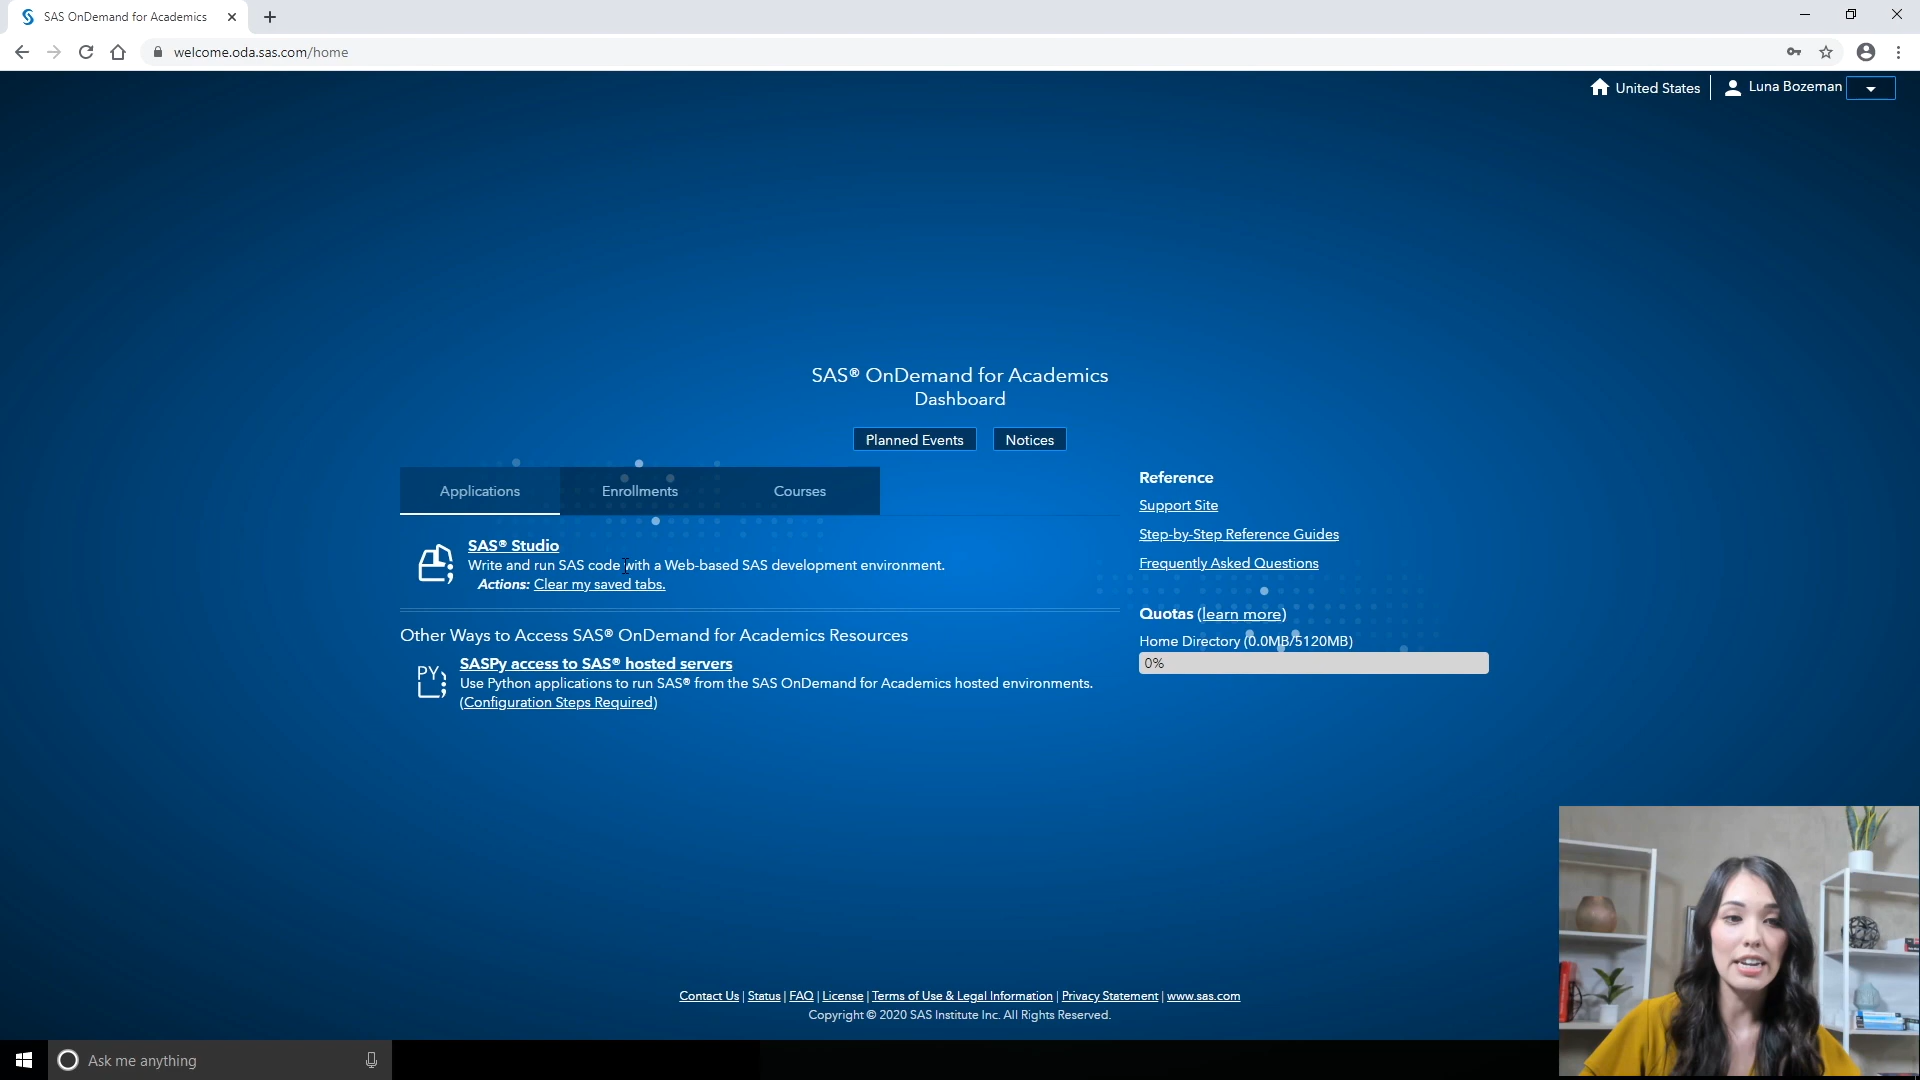 SAS OnDemand for Academics
welcome.oda.sas.com/home
United States
Luna Bozeman
SAS® OnDemand for Academics
Dashboard
Planned Events
Notices
Applications
Enrollments
Courses
SAS® Studio
Write and run SAS code with a Web-based SAS development environment.
Actions: Clear my saved tabs.
Other Ways to Access SAS® OnDemand for Academics Resources
PY
SASPy access to SAS® hosted servers
Use Python applications to run SAS® from the SAS OnDemand for Academics hosted environments.
(Configuration Steps Required)
Reference
Support Site
Step-by-Step Reference Guides
Frequently Asked Questions
Quotas (learn more)
Home Directory (0.0MB/5120MB)
0%
Contact Us | Status | FAQ | License | Terms of Use & Legal Information | Privacy Statement | www.sas.com
Copyright © 2020 SAS Institute Inc. All Rights Reserved.
Ask me anything